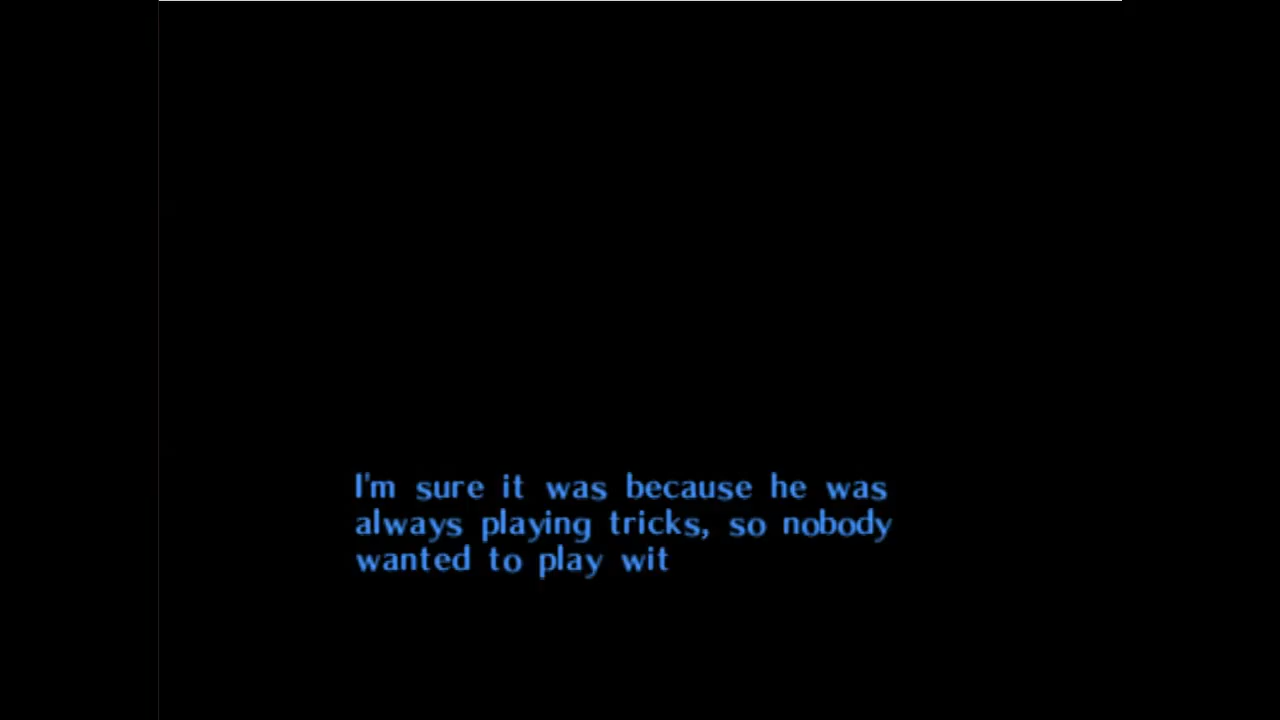 I'm sure it was because he was
always playing tricks, so nobody
wanted to play wit